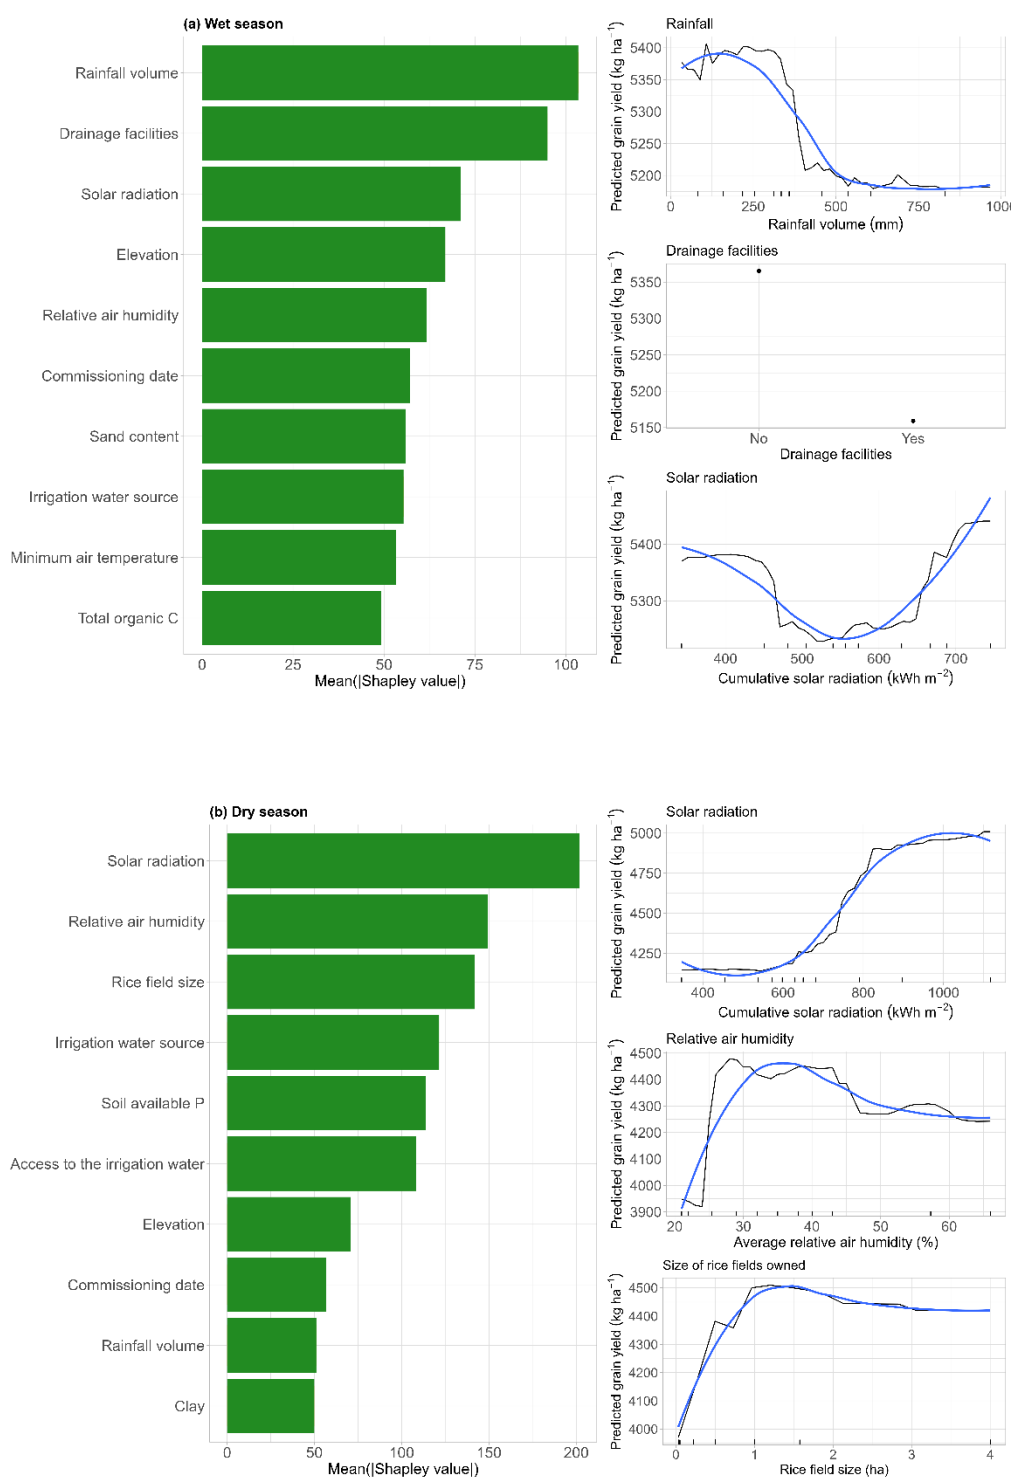 (a) Wet season
Rainfall volume
Drainage facilities
Solar radiation
Elevation
Relative air humidity
Commissioning date
Sand content
Irrigation water source
Minimum air temperature
Total organic C
0 25 50 75 100
Mean(|Shapley value|)
Rainfall
Predicted grain yield (kg ha⁻¹)
5400
5350
5300
5250
5200
0 250 500 750 1000
Rainfall volume (mm)
Drainage facilities
Predicted grain yield (kg ha⁻¹)
5350
5300
5250
5200
5150
No Yes
Drainage facilities
Solar radiation
Predicted grain yield (kg ha⁻¹)
5400
5300
400 500 600 700
Cumulative solar radiation (kWh m⁻²)
(b) Dry season
Solar radiation
Relative air humidity
Rice field size
Irrigation water source
Soil available P
Access to the irrigation water
Elevation
Commissioning date
Rainfall volume
Clay
0 50 100 150 200
Mean(|Shapley value|)
Solar radiation
Predicted grain yield (kg ha⁻¹)
5000
4750
4500
4250
400 600 800 1000
Cumulative solar radiation (kWh m⁻²)
Relative air humidity
Predicted grain yield (kg ha⁻¹)
4500
4400
4300
4200
4100
4000
3900
20 30 40 50 60
Average relative air humidity (%)
Size of rice fields owned
Predicted grain yield (kg ha⁻¹)
4500
4400
4300
4200
4100
4000
0 1 2 3 4
Rice field size (ha)